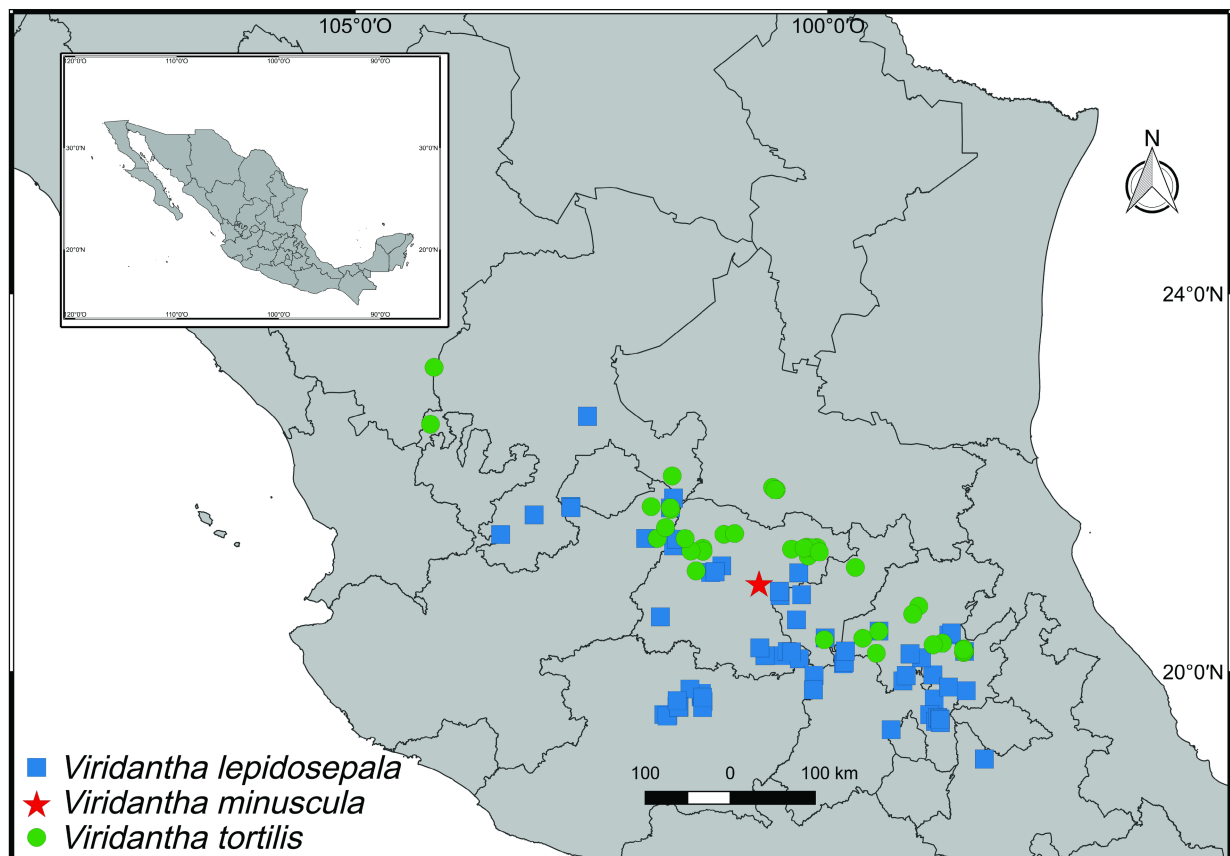 105°0′O 100°0′O
120°0'O 110°0'O 100°0'O 90°0'O
N
30°0'N 30°0'N
20°0'N 20°0'N
24°0′N
120°0'O 110°0'O 100°0'O 90°0'O
20°0′N
Viridantha lepidosepala
100 0 100 km
Viridantha minuscula
Viridantha tortilis